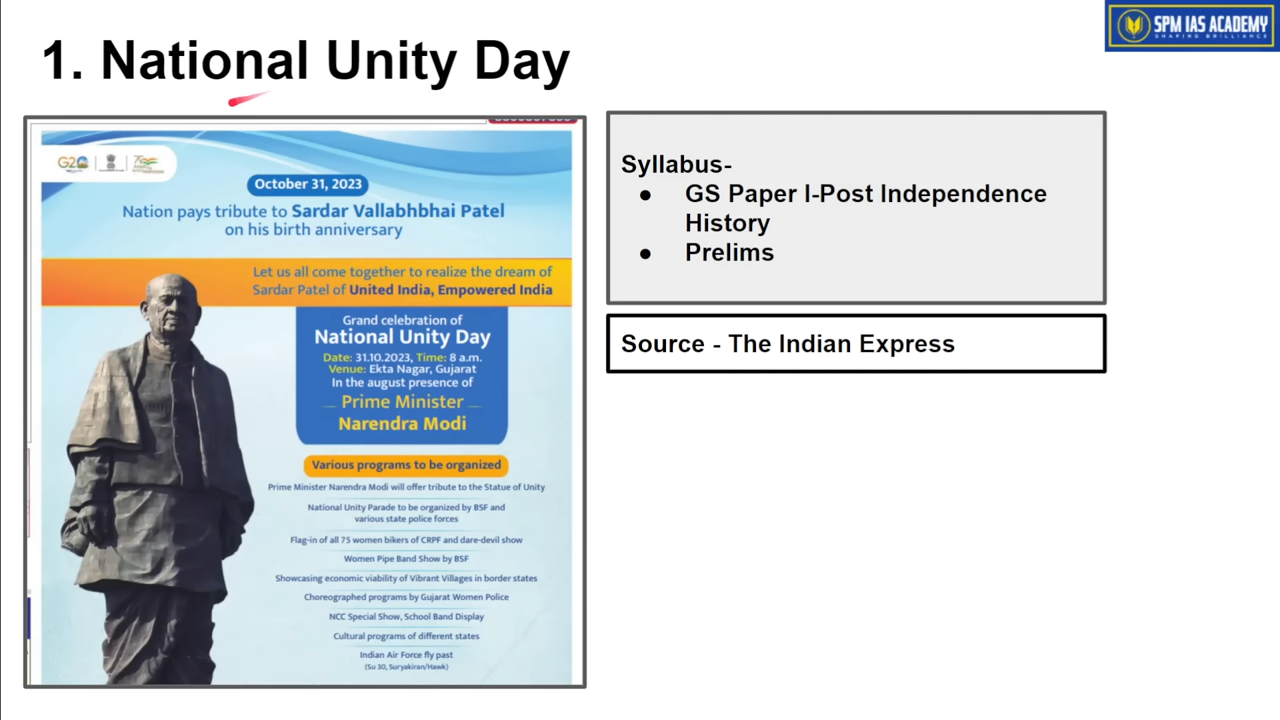 1. National Unity Day
SPM IAS ACADEMY
SHAPING BRILLIANCE
G20
October 31, 2023
Nation pays tribute to Sardar Vallabhbhai Patel
on his birth anniversary
Let us all come together to realize the dream of
Sardar Patel of United India, Empowered India
Grand celebration of
National Unity Day
Date: 31.10.2023, Time: 8 a.m.
Venue: Ekta Nagar, Gujarat
In the august presence of
Prime Minister
Narendra Modi
Various programs to be organized
Prime Minister Narendra Modi will offer tribute to the Statue of Unity
National Unity Parade to be organized by BSF and
various state police forces
Flag-in of all 75 women bikers of CRPF and dare-devil show
Women Pipe Band Show by BSF
Showcasing economic viability of Vibrant Villages in border states
Choreographed programs by Gujarat Women Police
NCC Special Show, School Band Display
Cultural programs of different states
Indian Air Force fly past
(Su 30, Suryakiran/Hawk)
Syllabus-
● GS Paper I-Post Independence
History
● Prelims
Source - The Indian Express